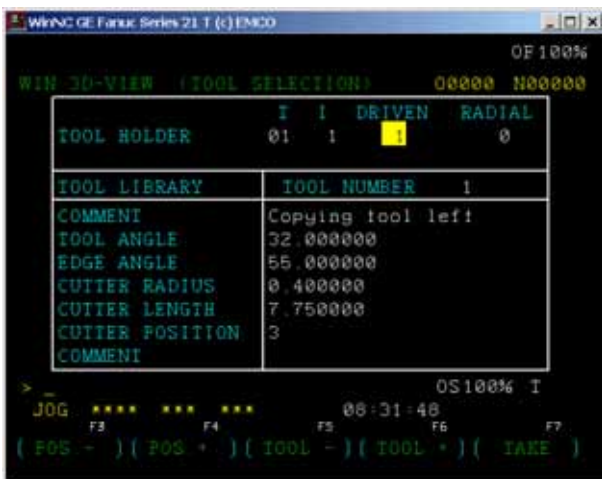 WinNC GE Fanuc Series 21 T (c) EMCO
OF100%
WIN 3D-VIEW (TOOL SELECTION) O0000 N00000
T I DRIVEN RADIAL
TOOL HOLDER 01 1 1 0
TOOL LIBRARY TOOL NUMBER 1
COMMENT Copying tool left
TOOL ANGLE 32.000000
EDGE ANGLE 55.000000
CUTTER RADIUS 0.400000
CUTTER LENGTH 7.750000
CUTTER POSITION 3
COMMENT
> _
OS100% T
JOG **** *** *** 08:31:48
F3 F4 F5 F6 F7
( POS - )( POS + )( TOOL - )( TOOL + )( TAKE )